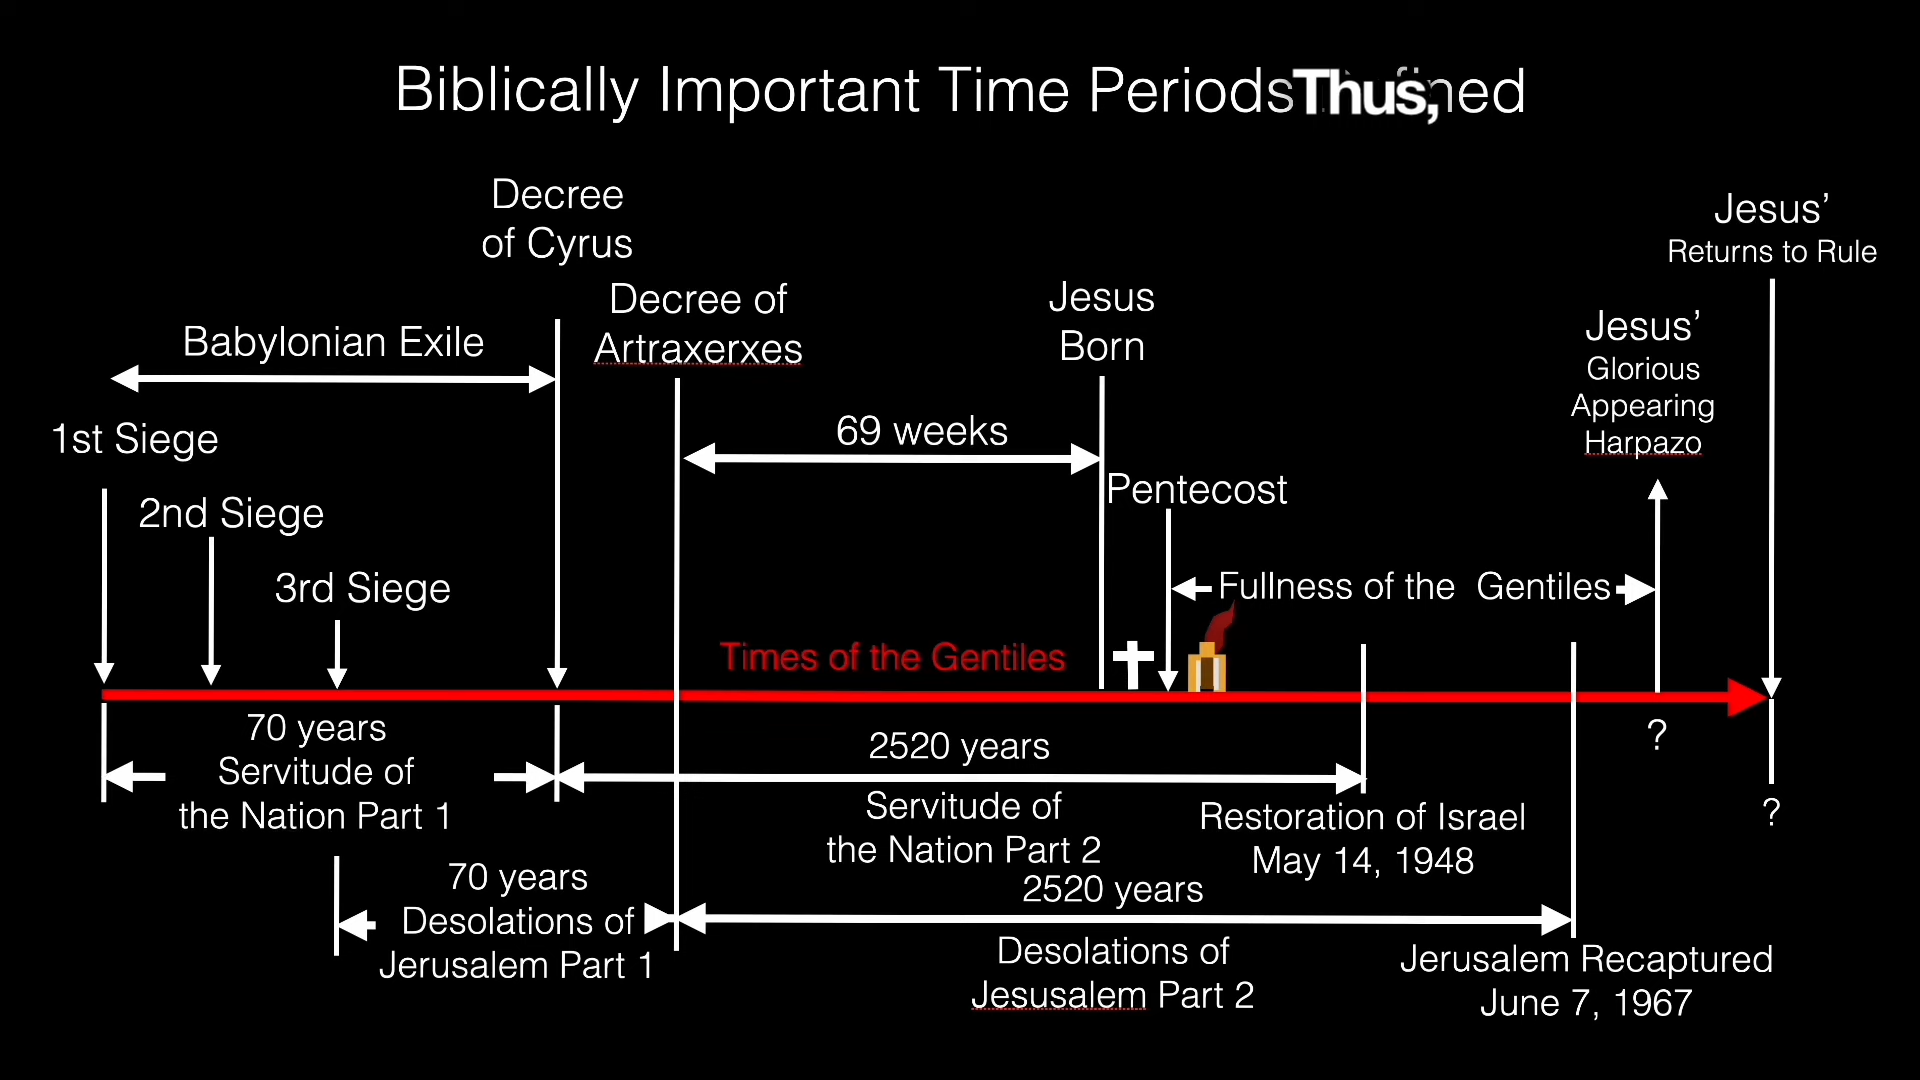 Biblically Important Time Periods
Thus,
Decree
of Cyrus
Jesus’
Returns to Rule
Decree of
Artraxerxes
Jesus
Born
Jesus’
Glorious
Appearing
Harpazo
Babylonian Exile
69 weeks
1st Siege
2nd Siege
3rd Siege
Pentecost
Fullness of the Gentiles
Times of the Gentiles
70 years
Servitude of
the Nation Part 1
2520 years
Servitude of
the Nation Part 2
Restoration of Israel
May 14, 1948
?
?
70 years
Desolations of
Jerusalem Part 1
2520 years
Desolations of
Jesusalem Part 2
Jerusalem Recaptured
June 7, 1967